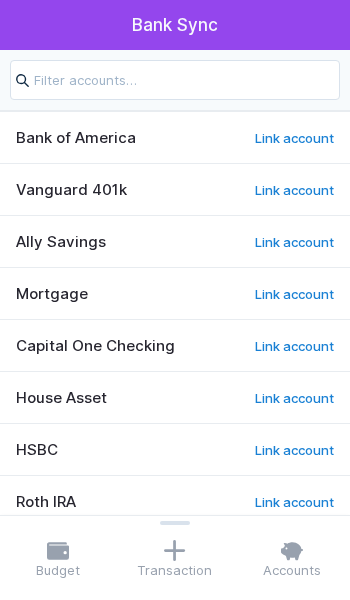 Bank Sync
Filter accounts…
Bank of America Link account
Vanguard 401k Link account
Ally Savings Link account
Mortgage Link account
Capital One Checking Link account
House Asset Link account
HSBC Link account
Roth IRA Link account
Budget Transaction Accounts